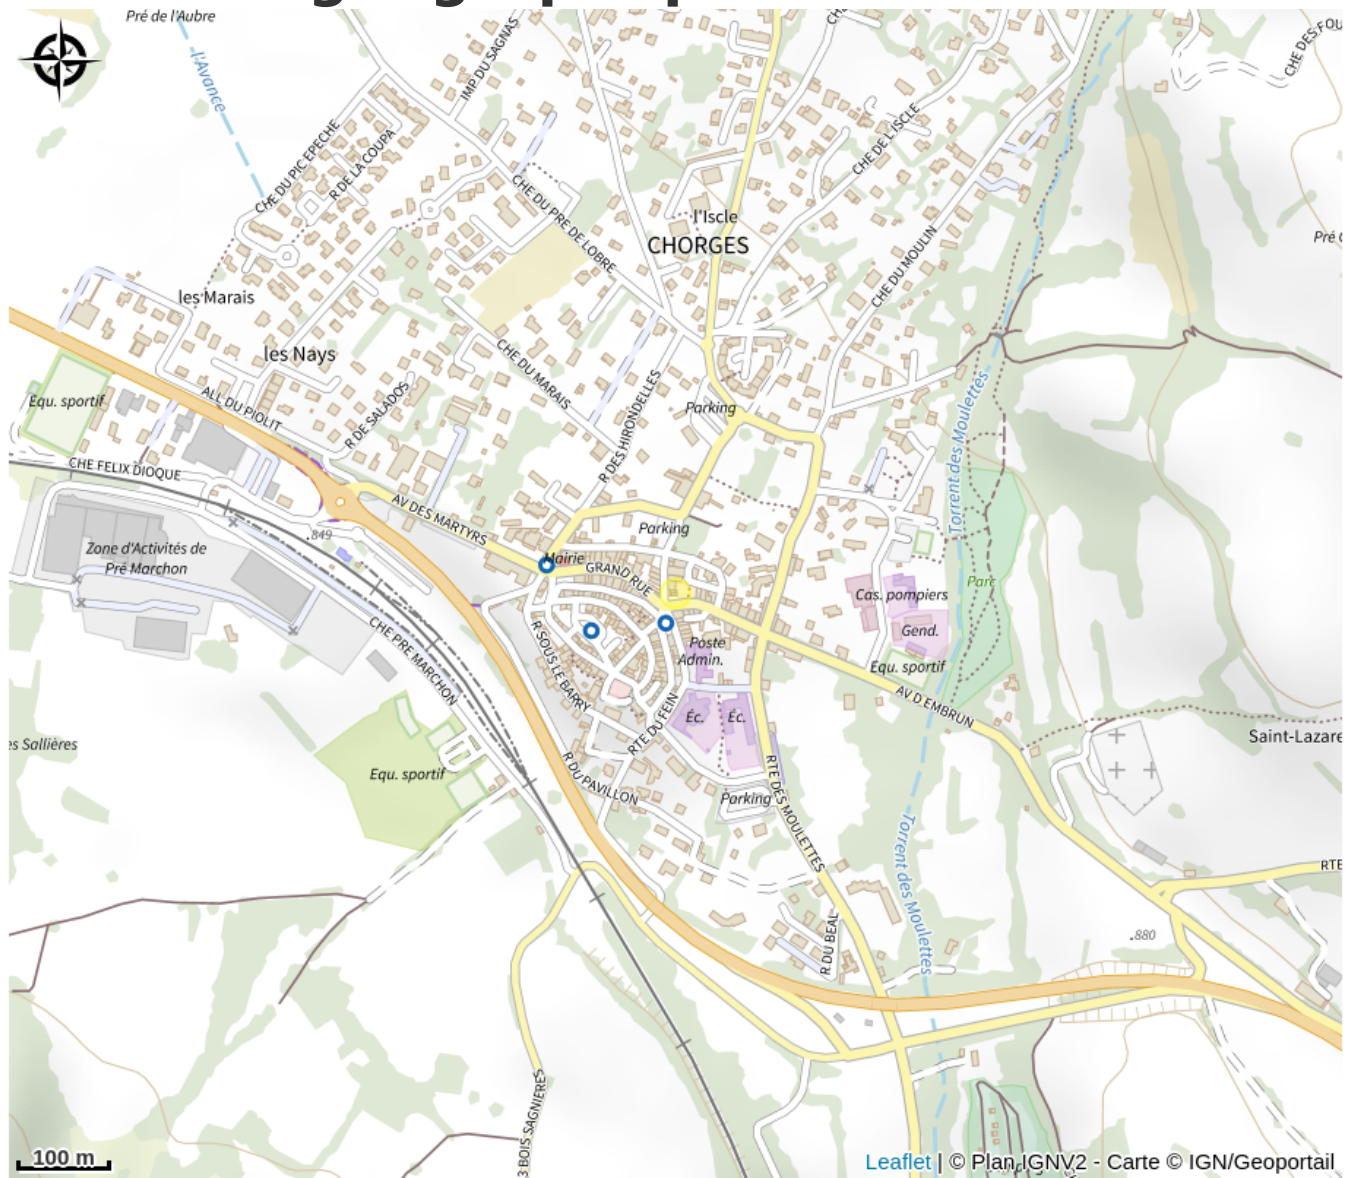 Pré de l'Aubre
l'Avance
IMP DU SAGNAS
CHE DES FOU
CHE DU PIC EPECHE
R DE LA COUPA
CHE DE L'ISCLE
CHE DU PRE DE LOBRE
l'Iscle
CHORGES
CHE DU MOULIN
les Marais
les Nays
CHE DU MARAIS
Parking
Torrent des Moulettes
Equ. sportif
ALL DU PIOLIT
R DE SALADOS
R DES HIRONDELLES
CHE FELIX DIOQUE
AV DES MARTYRS
.849
Parking
Zone d'Activités de
Pré Marchon
Mairie
GRAND RUE
Parc
Cas. pompiers
Gend.
CHE PRE MARCHON
R SOUS LE BARRY
Poste
Admin.
Equ. sportif
AV D'EMBRUN
Éc.
Éc.
RTE DU FEIN
es Sallières
Saint-Lazare
Equ. sportif
R DU PAVILLON
Parking
RTE DES MOULETTES
Torrent des Moulettes
RTE
R DU BEAL
.880
3 BOIS SAGNIERES
100 m
Leaflet | © Plan IGNV2 - Carte © IGN/Geoportail